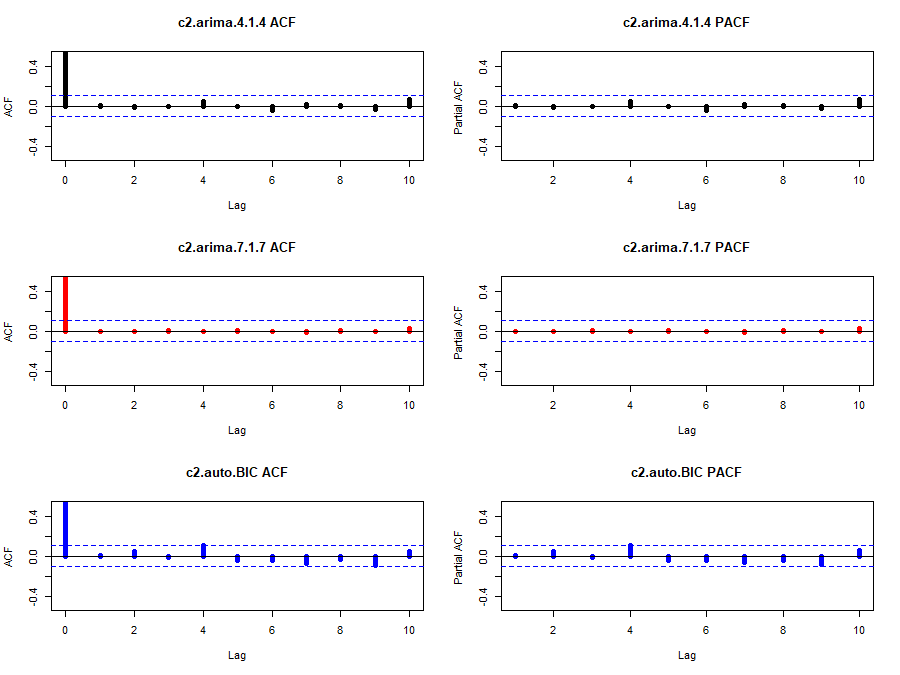 c2.arima.4.1.4 ACF
ACF
0.4
0.0
-0.4
0 2 4 6 8 10
Lag
c2.arima.4.1.4 PACF
Partial ACF
0.4
0.0
-0.4
2 4 6 8 10
Lag
c2.arima.7.1.7 ACF
ACF
0.4
0.0
-0.4
0 2 4 6 8 10
Lag
c2.arima.7.1.7 PACF
Partial ACF
0.4
0.0
-0.4
2 4 6 8 10
Lag
c2.auto.BIC ACF
ACF
0.4
0.0
-0.4
0 2 4 6 8 10
Lag
c2.auto.BIC PACF
Partial ACF
0.4
0.0
-0.4
2 4 6 8 10
Lag